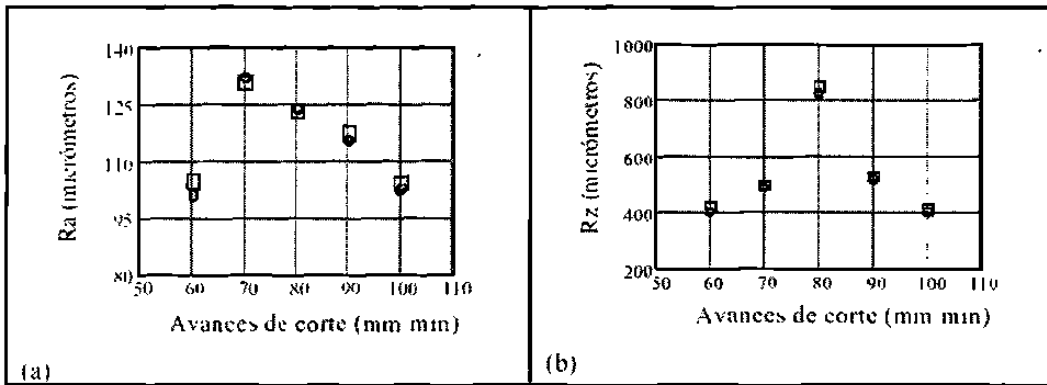 140
125
110
95
80
50 60 70 80 90 100 110
Ra (micrómetros)
Avances de corte (mm min)
(a)
1000
800
600
400
200
50 60 70 80 90 100 110
Rz (micrómetros)
Avances de corte (mm min)
(b)